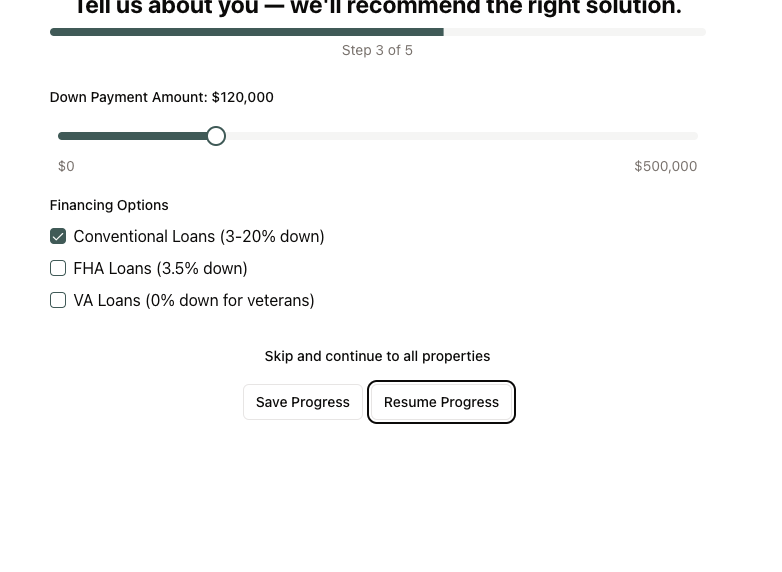 Tell us about you — we'll recommend the right solution.
Step 3 of 5
Down Payment Amount: $120,000
$0 $500,000
Financing Options
Conventional Loans (3-20% down)
FHA Loans (3.5% down)
VA Loans (0% down for veterans)
Skip and continue to all properties
Save Progress Resume Progress